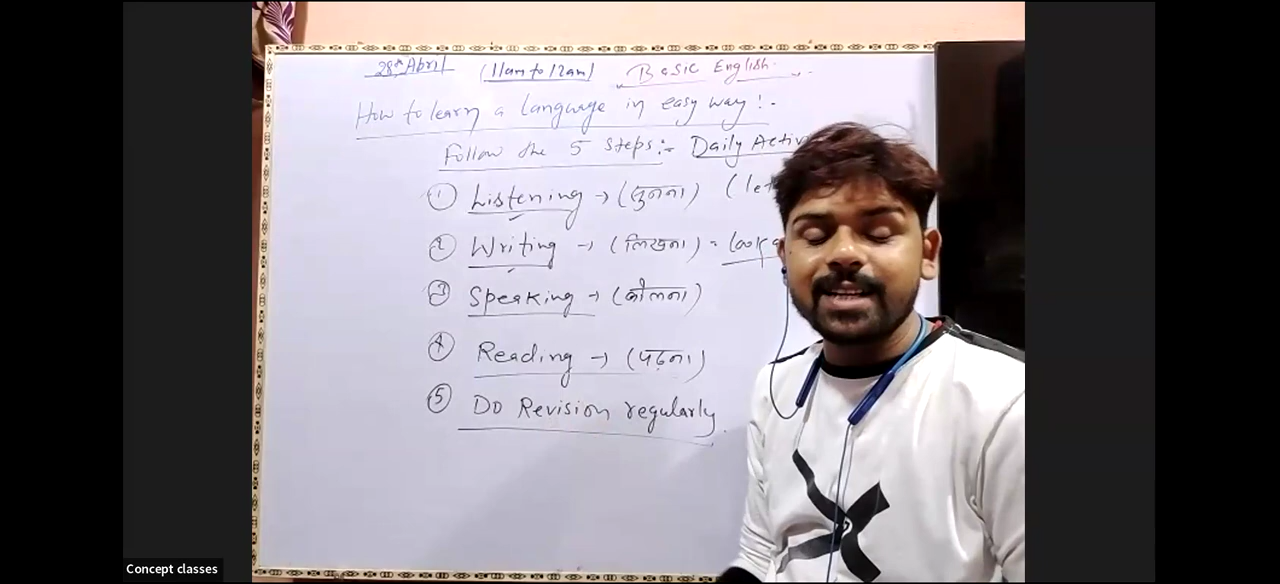 28th April (11am to 12am) Basic English.
How to learn a language in easy way!-
Follow the 5 Steps:- Daily Activ
① Listening → (सुनना) (let
② Writing → (लिखना) = look
③ Speaking → (बोलना)
④ Reading → (पढ़ना)
⑤ Do Revision regularly.
Concept classes